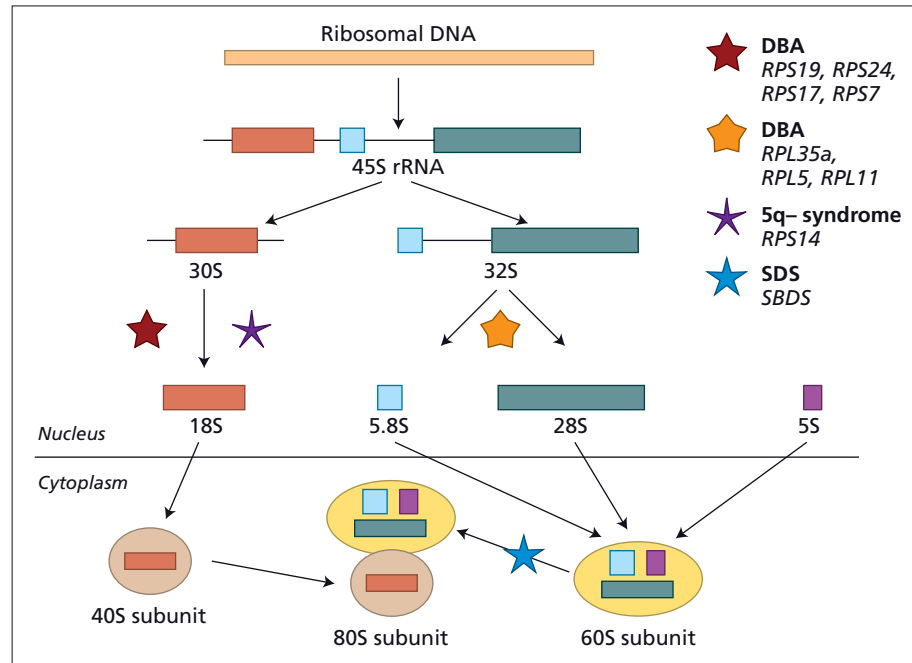 Ribosomal DNA
45S rRNA
30S
32S
18S
5.8S
28S
5S
Nucleus
Cytoplasm
40S subunit
80S subunit
60S subunit
DBA
RPS19, RPS24,
RPS17, RPS7
DBA
RPL35a,
RPL5, RPL11
5q– syndrome
RPS14
SDS
SBDS